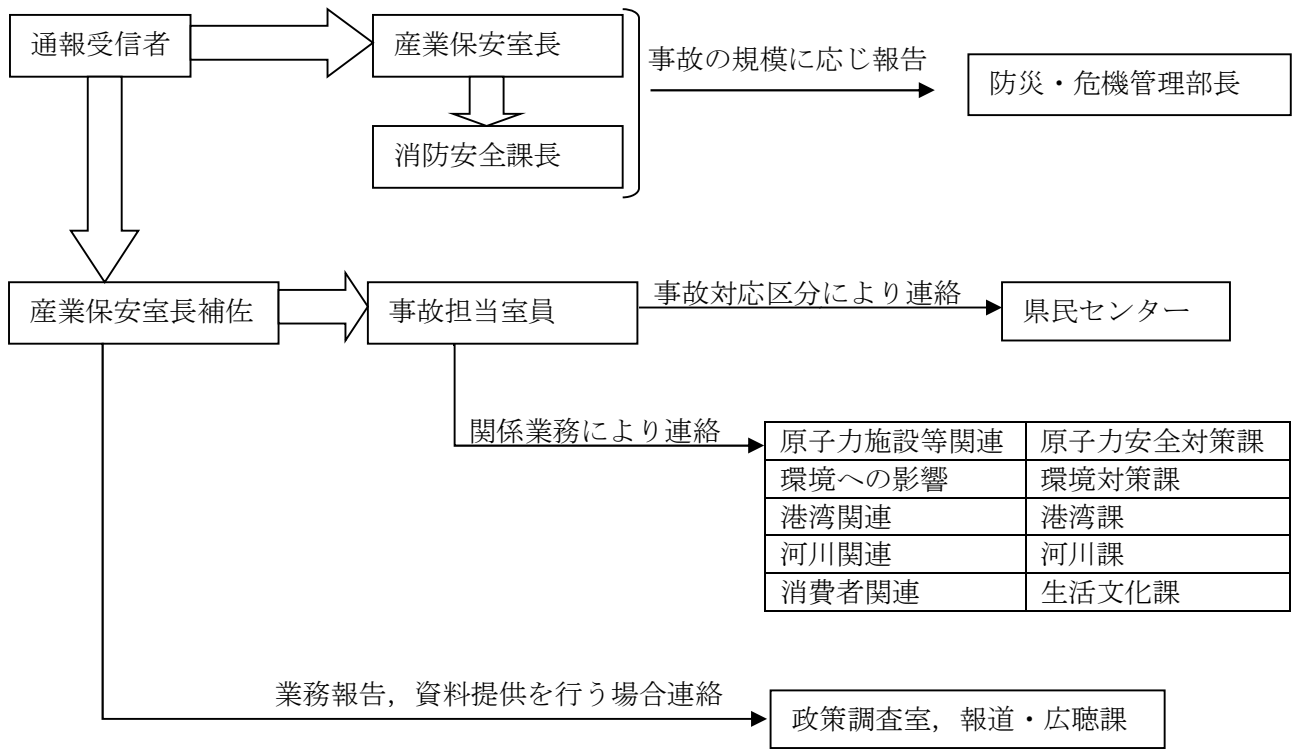 通報受信者
産業保安室長
事故の規模に応じ報告
防災・危機管理部長
消防安全課長
産業保安室長補佐
事故担当室員
事故対応区分により連絡
県民センター
関係業務により連絡
原子力施設等関連 原子力安全対策課
環境への影響 環境対策課
港湾関連 港湾課
河川関連 河川課
消費者関連 生活文化課
業務報告，資料提供を行う場合連絡
政策調査室，報道・広聴課